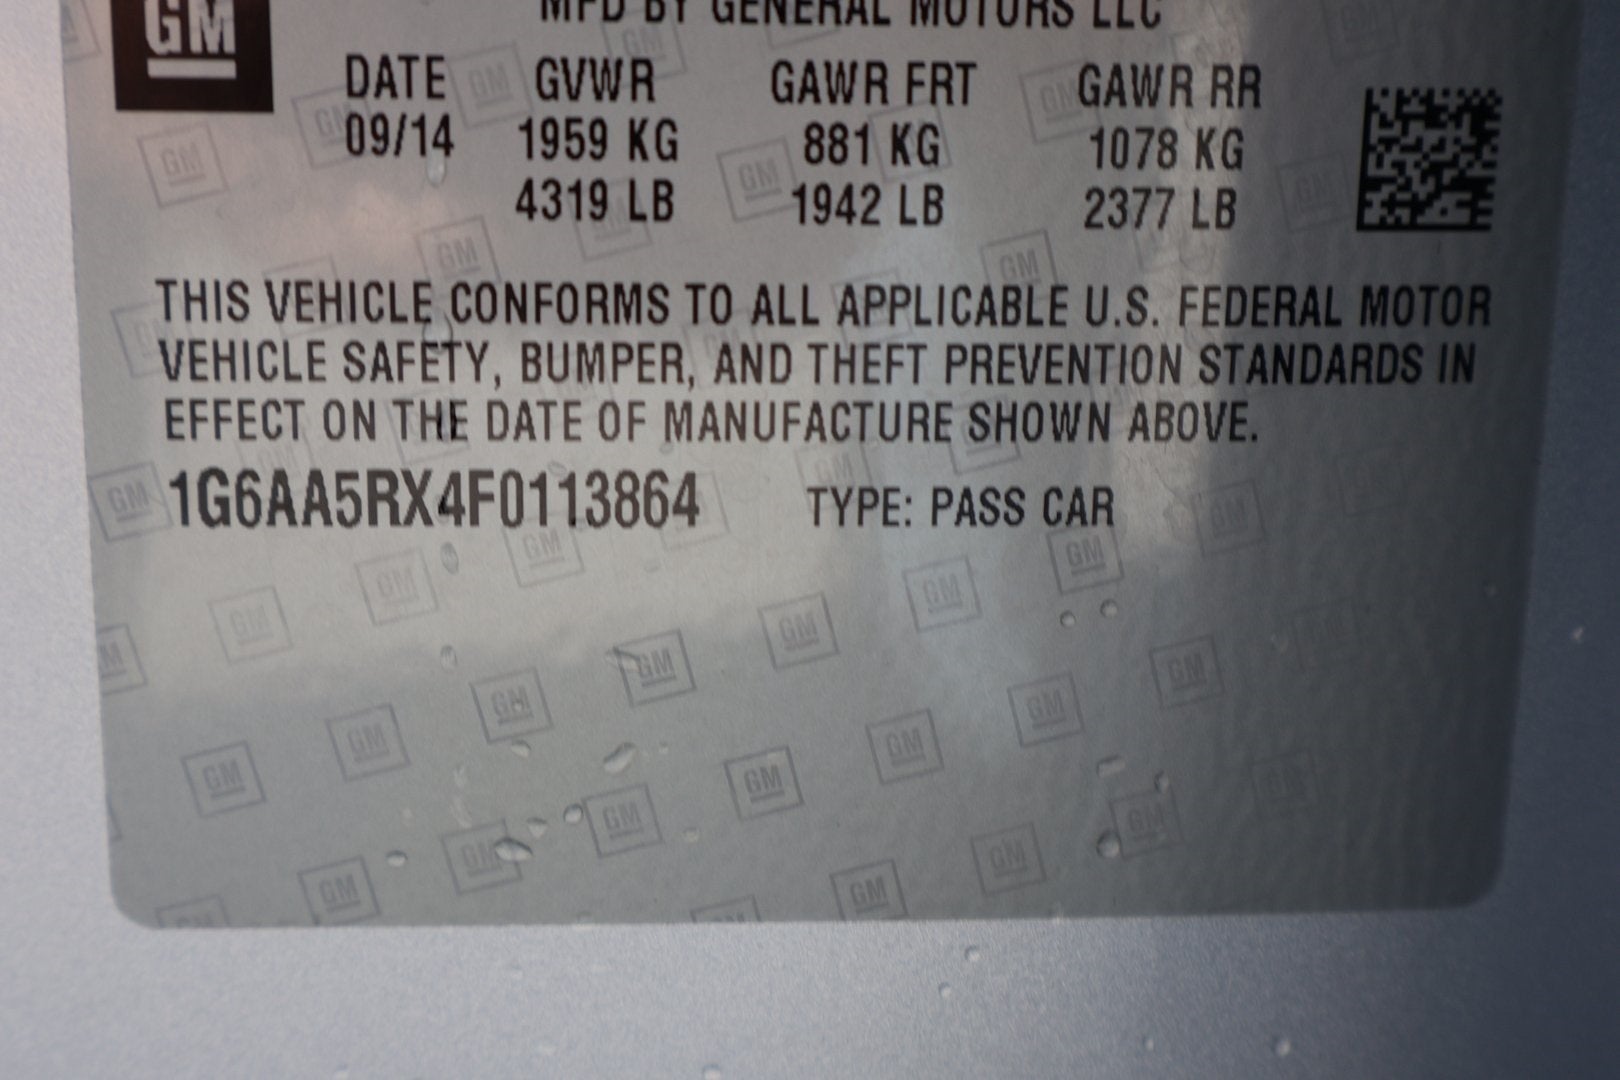 GM
MFD BY GENERAL MOTORS LLC
DATE GVWR GAWR FRT GAWR RR
09/14 1959 KG 881 KG 1078 KG
4319 LB 1942 LB 2377 LB
THIS VEHICLE CONFORMS TO ALL APPLICABLE U.S. FEDERAL MOTOR
VEHICLE SAFETY, BUMPER, AND THEFT PREVENTION STANDARDS IN
EFFECT ON THE DATE OF MANUFACTURE SHOWN ABOVE.
1G6AA5RX4F0113864 TYPE: PASS CAR